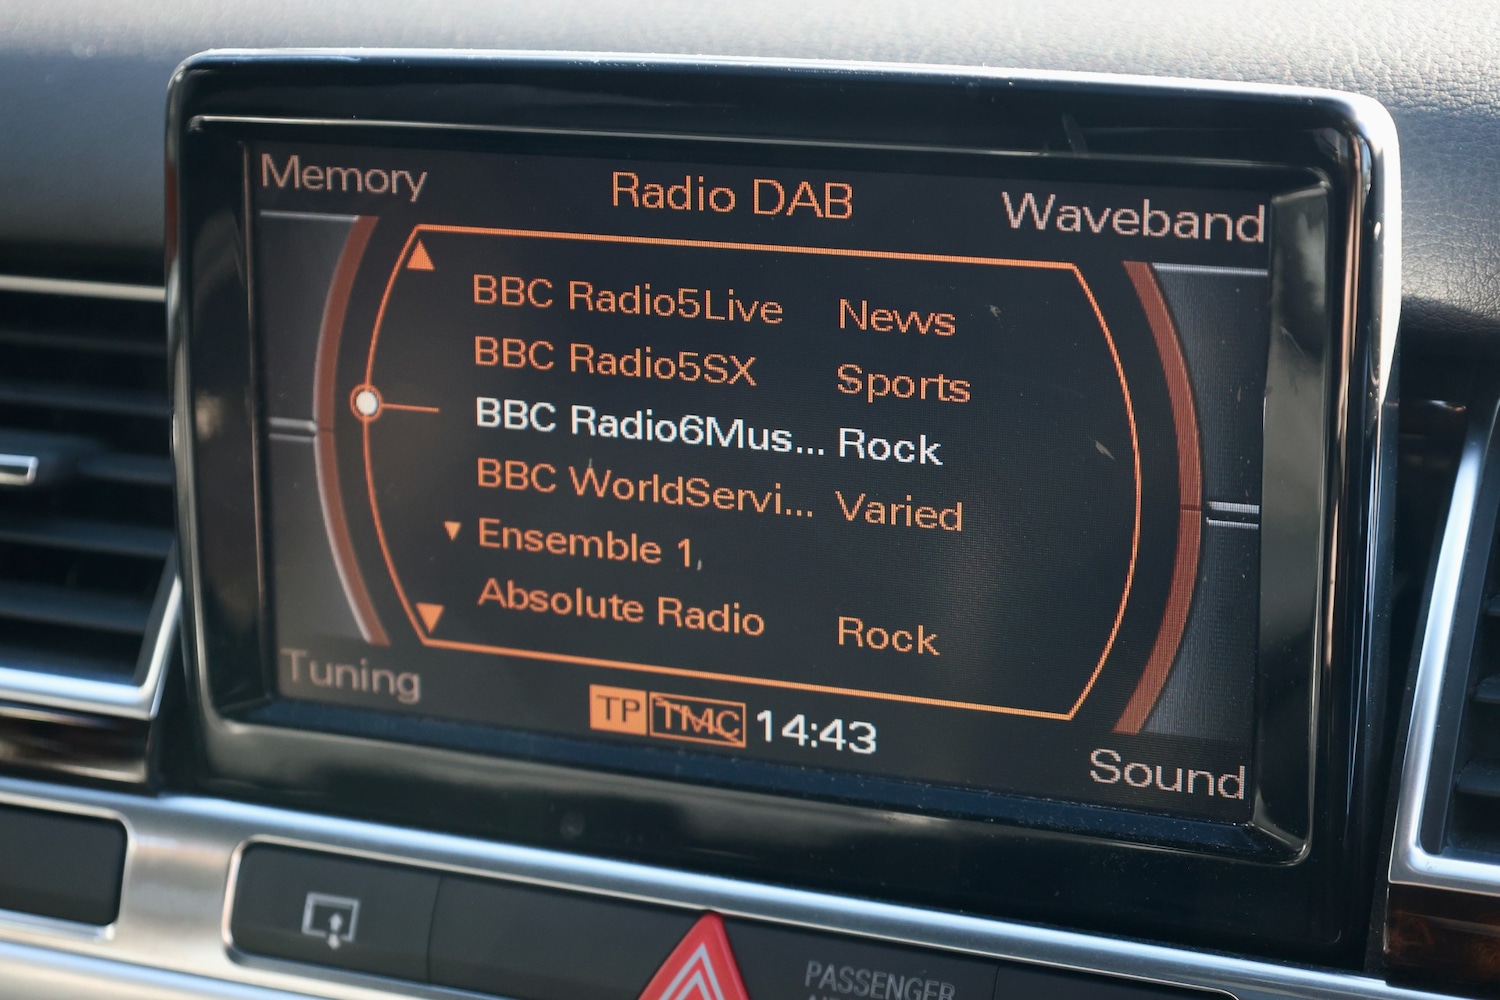 Memory
Radio DAB
Waveband
BBC Radio5Live News
BBC Radio5SX Sports
BBC Radio6Mus... Rock
BBC WorldServi... Varied
Ensemble 1,
Absolute Radio Rock
Tuning
TP TMC 14:43
Sound
PASSENGER